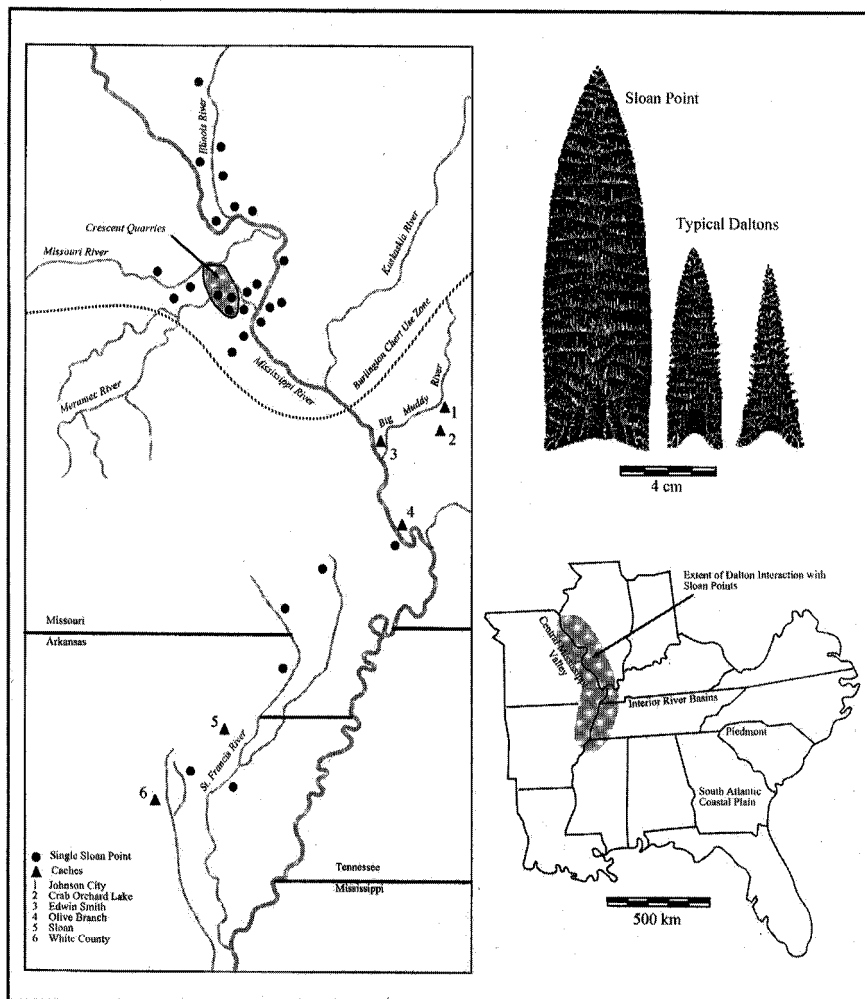 Illinois River
Crescent Quarries
Missouri River
Kaskaskia River
Burlington Chert Use Zone
Mississippi River
Meramec River
Big Muddy River
1
2
3
4
Missouri
Arkansas
5
St. Francis River
6
Tennessee
Mississippi
Single Sloan Point
Caches
1 Johnson City
2 Crab Orchard Lake
3 Edwin Smith
4 Olive Branch
5 Sloan
6 White County
Sloan Point
Typical Daltons
4 cm
Extent of Dalton Interaction with
Sloan Points
Central Mississippi
Valley
Interior River Basins
Piedmont
South Atlantic
Coastal Plain
500 km